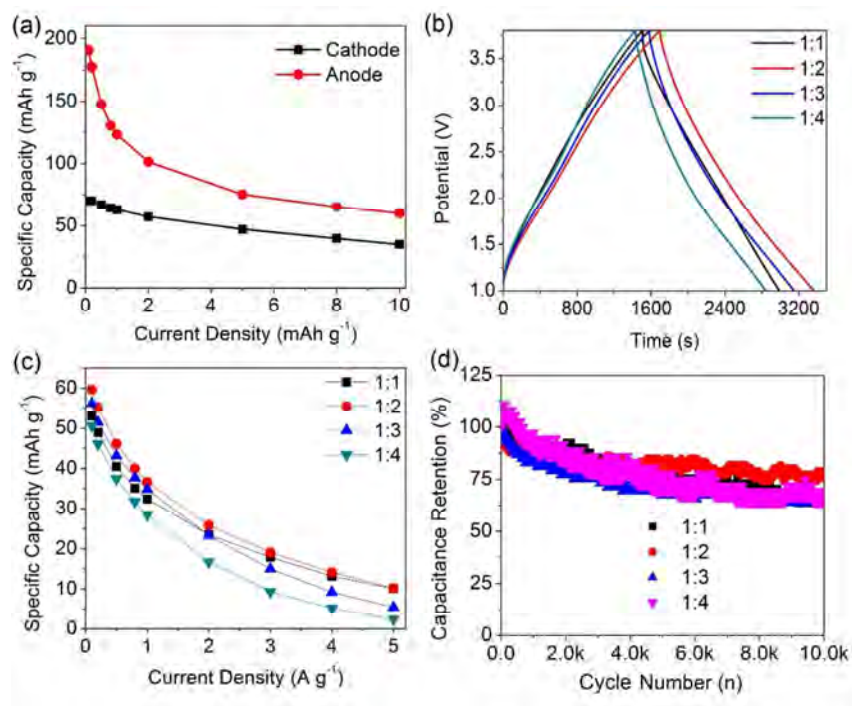 (a)
200
150
100
50
0
0 2 4 6 8 10
Specific Capacity (mAh g⁻¹)
Current Density (mAh g⁻¹)
Cathode
Anode
(b)
3.5
3.0
2.5
2.0
1.5
1.0
0 800 1600 2400 3200
Potential (V)
Time (s)
1:1
1:2
1:3
1:4
(c)
60
50
40
30
20
10
0
0 1 2 3 4 5
Specific Capacity (mAh g⁻¹)
Current Density (A g⁻¹)
1:1
1:2
1:3
1:4
(d)
125
100
75
50
25
0
0.0 2.0k 4.0k 6.0k 8.0k 10.0k
Capacitance Retention (%)
Cycle Number (n)
1:1
1:2
1:3
1:4